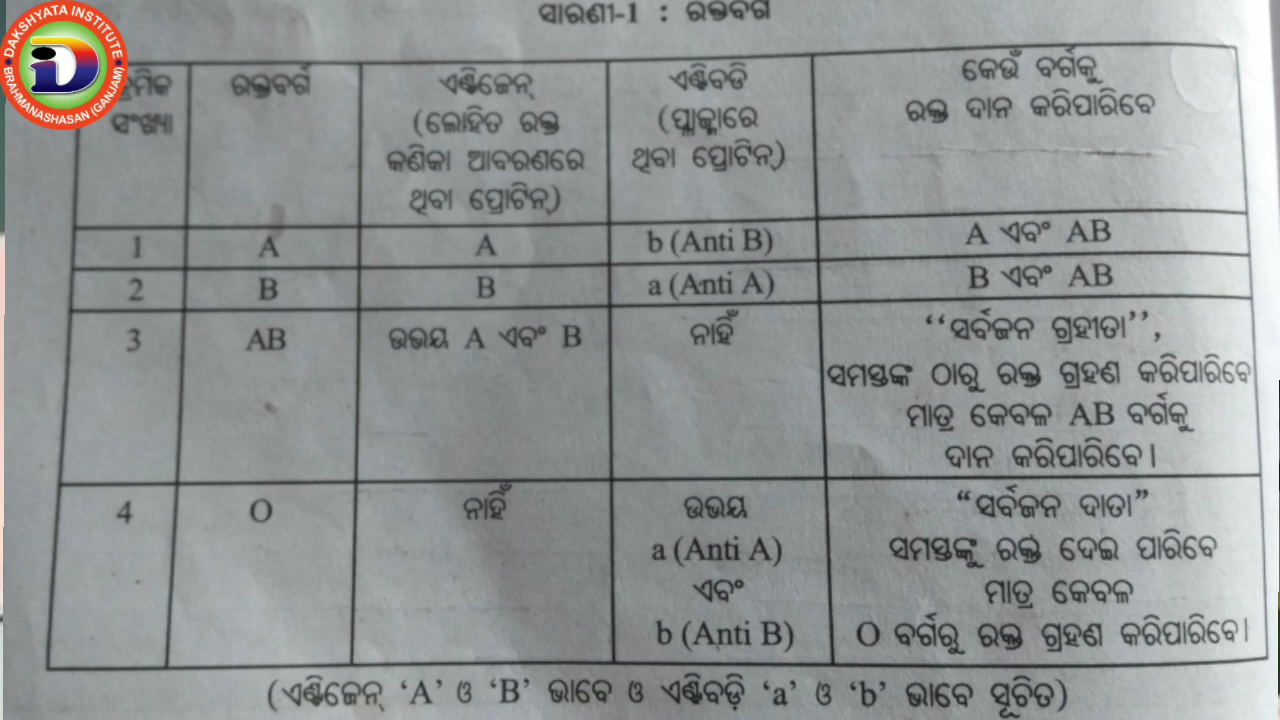 DAKSHYATA INSTITUTE
BRAHMANASHASAN (GANJAM)
ସାରଣୀ-1 : ରକ୍ତବର୍ଗ
କ୍ରମିକ ସଂଖ୍ୟା
ରକ୍ତବର୍ଗ
ଏଣ୍ଟିଜେନ୍
(ଲୋହିତ ରକ୍ତ
କଣିକା ଆବରଣରେ
ଥିବା ପ୍ରୋଟିନ୍)
ଏଣ୍ଟିବଡି
(ପ୍ଲାଜ୍ମାରେ
ଥିବା ପ୍ରୋଟିନ୍)
କେଉଁ ବର୍ଗକୁ
ରକ୍ତ ଦାନ କରିପାରିବେ
1 A A b (Anti B) A ଏବଂ AB
2 B B a (Anti A) B ଏବଂ AB
3 AB ଉଭୟ A ଏବଂ B ନାହିଁ ‘‘ସର୍ବଜନ ଗ୍ରହୀତା’’,
ସମସ୍ତଙ୍କ ଠାରୁ ରକ୍ତ ଗ୍ରହଣ କରିପାରିବେ
ମାତ୍ର କେବଳ AB ବର୍ଗକୁ
ଦାନ କରିପାରିବେ।
4 O ନାହିଁ ଉଭୟ “ସର୍ବଜନ ଦାତା”
a (Anti A) ସମସ୍ତଙ୍କୁ ରକ୍ତ ଦେଇ ପାରିବେ
ଏବଂ ମାତ୍ର କେବଳ
b (Anti B) O ବର୍ଗରୁ ରକ୍ତ ଗ୍ରହଣ କରିପାରିବେ।
(ଏଣ୍ଟିଜେନ୍ ‘A’ ଓ ‘B’ ଭାବେ ଓ ଏଣ୍ଟିବଡ଼ି ‘a’ ଓ ‘b’ ଭାବେ ସୂଚିତ)